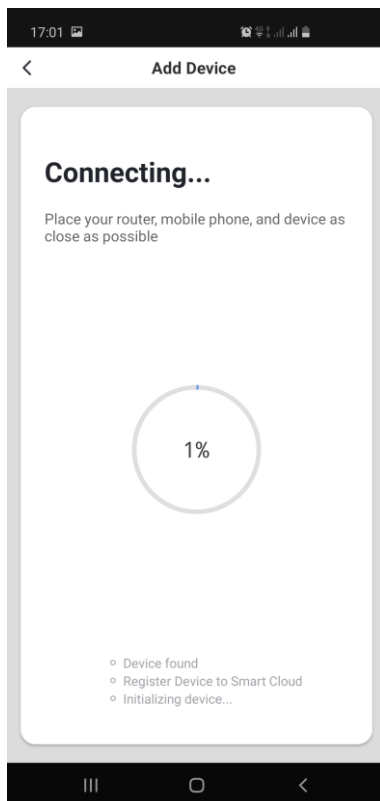 17:01
Add Device
Connecting...
Place your router, mobile phone, and device as
close as possible
1%
Device found
Register Device to Smart Cloud
Initializing device...